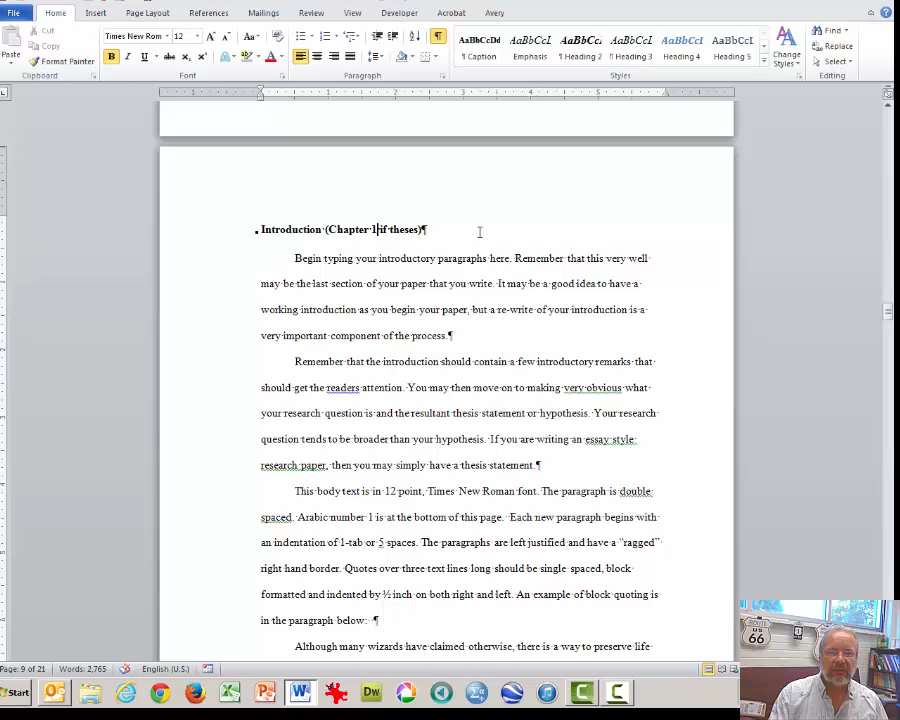 File Home Insert Page Layout References Mailings Review View Developer Acrobat Avery
Cut
Copy
Format Painter
Paste
Times New Rom 12
AaBbCcDd AaBbCcI AaBbCcI AaBbCcI AaBbCcI AaBbCcI
¶ Caption Emphasis ¶ Heading 2 ¶ Heading 3 Heading 4 Heading 5
Change Styles
Find
Replace
Select
Clipboard Font Paragraph Styles Editing
Introduction (Chapter 1 if theses)¶
Begin typing your introductory paragraphs here. Remember that this very well
may be the last section of your paper that you write. It may be a good idea to have a
working introduction as you begin your paper, but a re-write of your introduction is a
very important component of the process.¶
Remember that the introduction should contain a few introductory remarks that
should get the readers attention. You may then move on to making very obvious what
your research question is and the resultant thesis statement or hypothesis. Your research
question tends to be broader than your hypothesis. If you are writing an essay style
research paper, then you may simply have a thesis statement.¶
This body text is in 12 point, Times New Roman font. The paragraph is double
spaced. Arabic number 1 is at the bottom of this page. Each new paragraph begins with
an indentation of 1-tab or 5 spaces. The paragraphs are left justified and have a “ragged”
right hand border. Quotes over three text lines long should be single spaced, block
formatted and indented by ½ inch on both right and left. An example of block quoting is
in the paragraph below: ¶
Although many wizards have claimed otherwise, there is a way to preserve life
ROUTE
US
66
Page: 9 of 21 Words: 2,765 English (U.S.)
Start